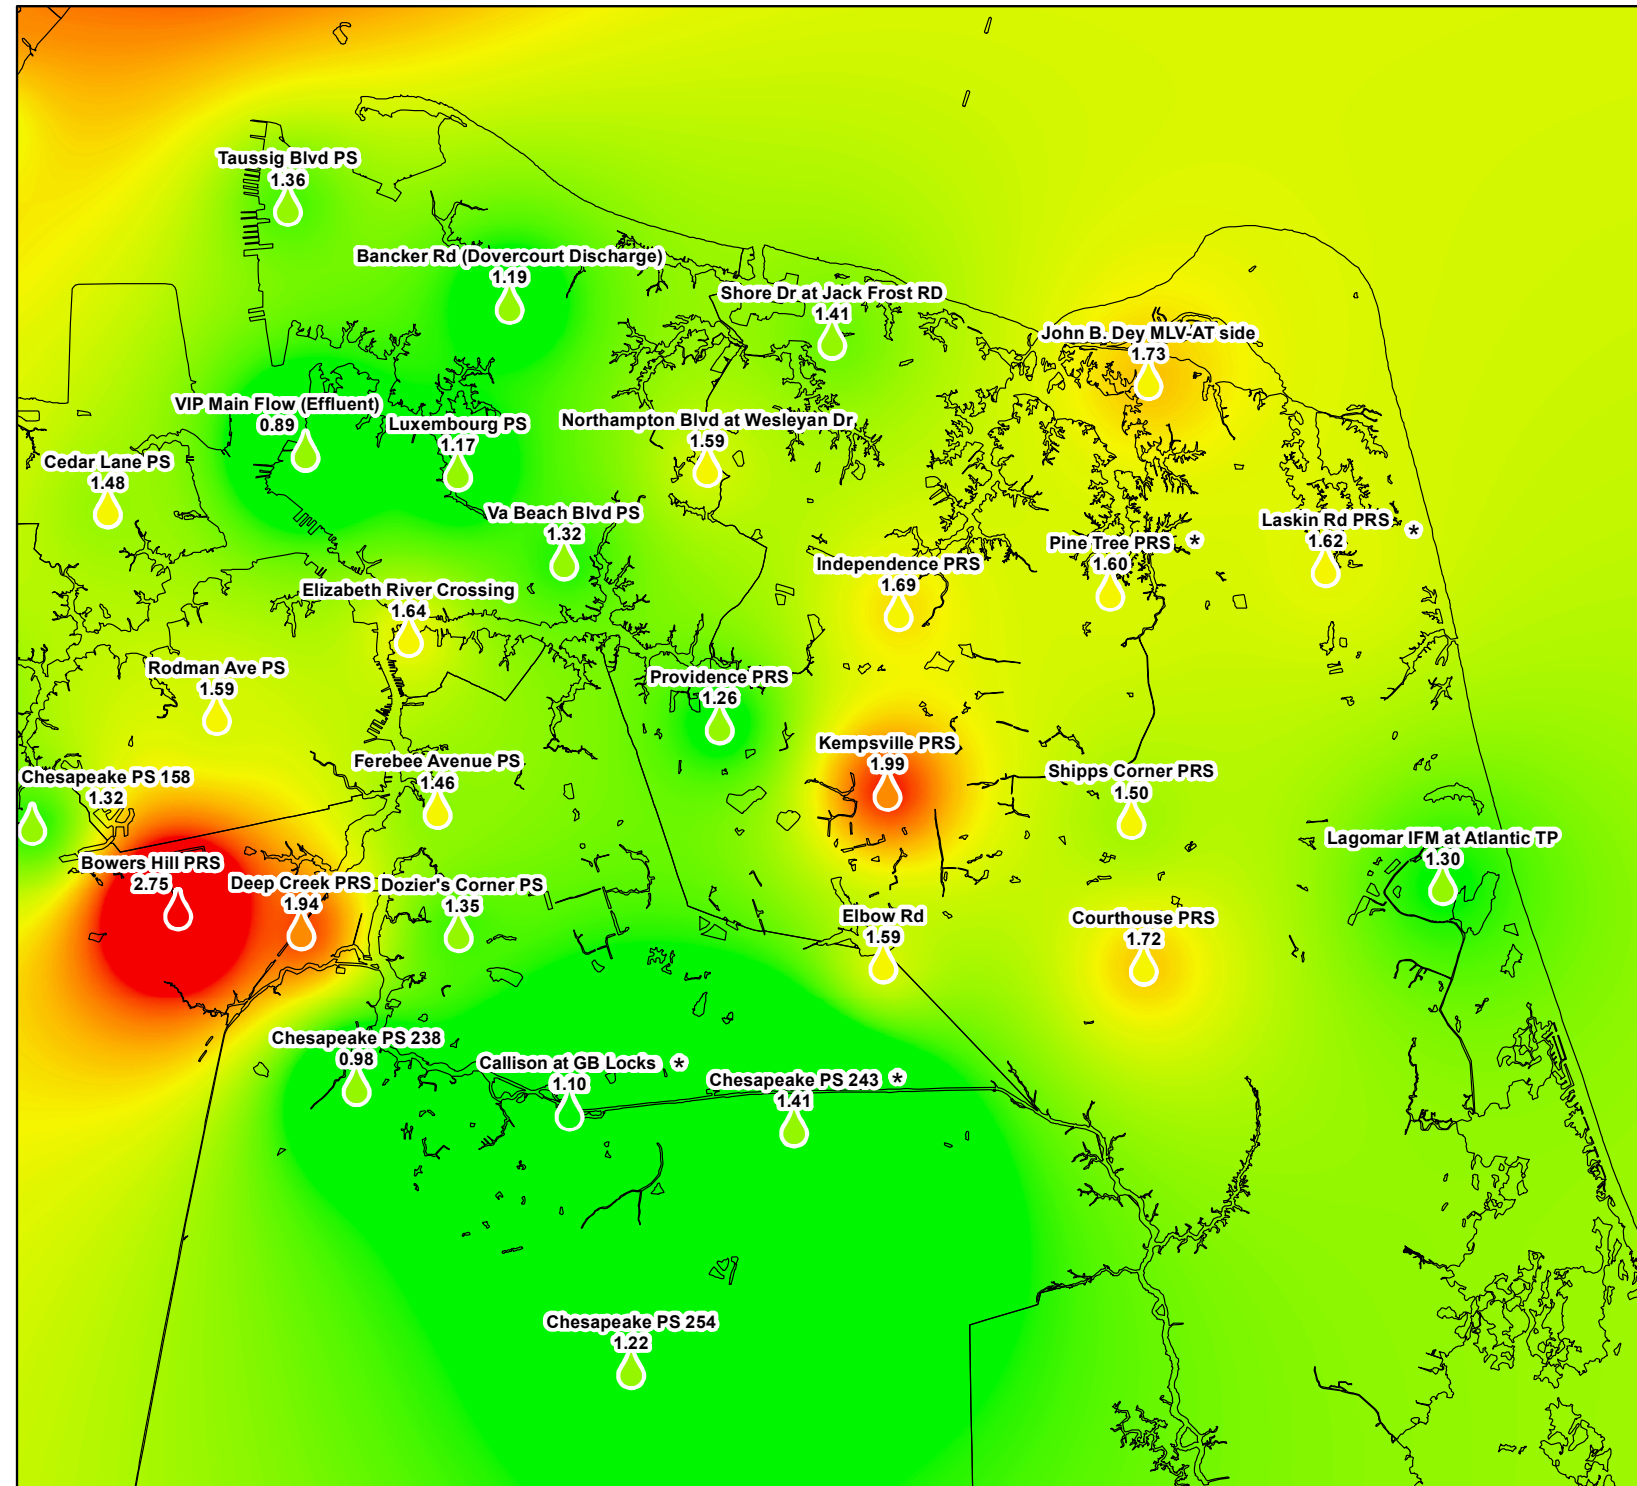 Taussig Blvd PS
1.36
Bancker Rd (Dovercourt Discharge)
1.19
Shore Dr at Jack Frost RD
1.41
John B. Dey MLV-AT side
1.73
VIP Main Flow (Effluent)
0.89
Luxembourg PS
1.17
Northampton Blvd at Wesleyan Dr
1.59
Cedar Lane PS
1.48
Va Beach Blvd PS
1.32
Laskin Rd PRS *
1.62
Pine Tree PRS *
1.60
Independence PRS
1.69
Elizabeth River Crossing
1.64
Rodman Ave PS
1.59
Providence PRS
1.26
Kempsville PRS
1.99
Ferebee Avenue PS
1.46
Shipps Corner PRS
1.50
Chesapeake PS 158
1.32
Lagomar IFM at Atlantic TP
1.30
Bowers Hill PRS
2.75
Deep Creek PRS
1.94
Dozier's Corner PS
1.35
Elbow Rd
1.59
Courthouse PRS
1.72
Chesapeake PS 238
0.98
Callison at GB Locks *
1.10
Chesapeake PS 243 *
1.41
Chesapeake PS 254
1.22